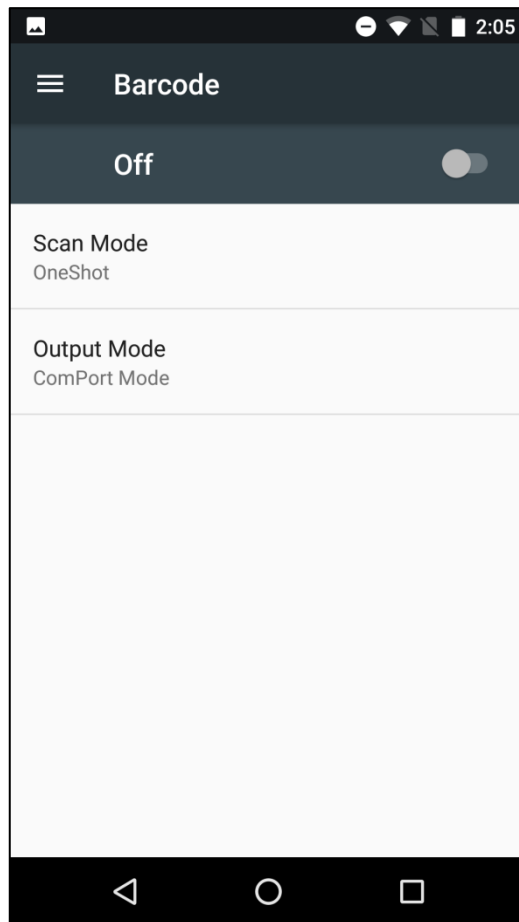 2:05
Barcode
Off
Scan Mode
OneShot
Output Mode
ComPort Mode